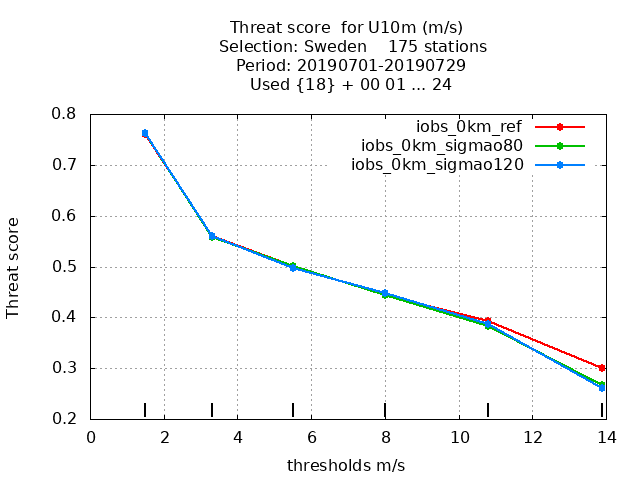 Threat score  for U10m (m/s)
Selection: Sweden    175 stations
Period: 20190701-20190729
Used {18} + 00 01 ... 24
iobs_0km_ref
iobs_0km_sigmao80
iobs_0km_sigmao120
Threat score
0.8
0.7
0.6
0.5
0.4
0.3
0.2
0 2 4 6 8 10 12 14
thresholds m/s